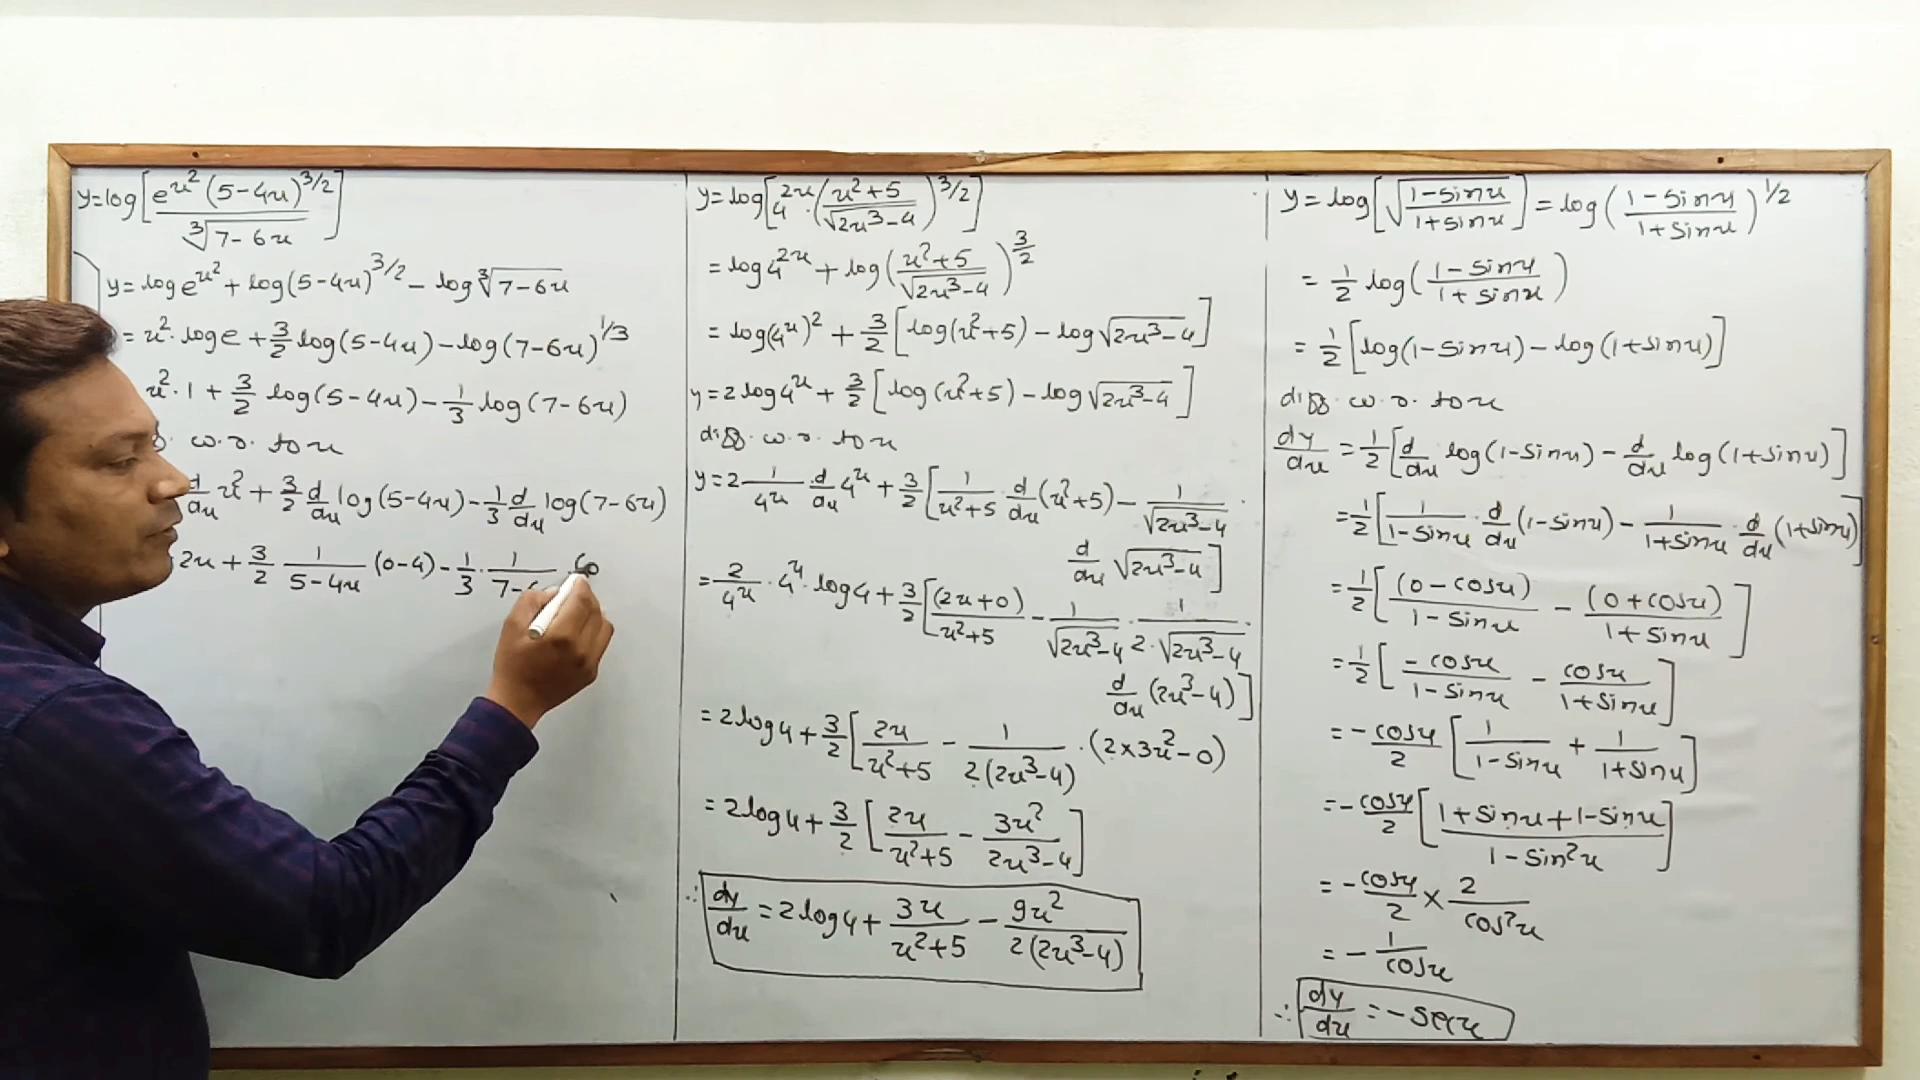 y=log[e^x² (5-4x)^3/2 / ∛7-6x]
y=log e^x² + log(5-4x)^3/2 - log ∛7-6x
= x². log e + 3/2 log(5-4x) - log(7-6x)^1/3
x². 1 + 3/2 log(5-4x) - 1/3 log(7-6x)
w.r. to x
d/dx x² + 3/2 d/dx log(5-4x) - 1/3 d/dx log(7-6x)
2x + 3/2 1/5-4x (0-4) - 1/3 . 1/7-
y=log[4^2x . (x²+5 / √2x³-4)^3/2]
= log 4^2x + log(x²+5 / √2x³-4)^3/2
= log(4^x)² + 3/2 [log(x²+5) - log √2x³-4]
y = 2 log 4^x + 3/2 [log(x²+5) - log √2x³-4]
diff. w.r. to x
y = 2 1/4^x . d/dx 4^x + 3/2 [1/x²+5 . d/dx (x²+5) - 1/√2x³-4 .
d/dx √2x³-4]
= 2/4^x . 4^x . log 4 + 3/2 [(2x+0)/x²+5 - 1/√2x³-4 . 1/2.√2x³-4 .
d/dx (2x³-4)]
= 2 log 4 + 3/2 [2x/x²+5 - 1/2(2x³-4) . (2×3x²-0)
= 2 log 4 + 3/2 [2x/x²+5 - 3x²/2x³-4]
∴ dy/dx = 2 log 4 + 3x/x²+5 - 9x²/2(2x³-4)
y = log[√1-sinx / 1+sinx] = log(1-sinx / 1+sinx)^1/2
= 1/2 log(1-sinx / 1+sinx)
= 1/2 [log(1-sinx) - log(1+sinx)]
diff. w.r. to x
dy/dx = 1/2 [d/dx log(1-sinx) - d/dx log(1+sinx)]
= 1/2 [1/1-sinx . d/dx (1-sinx) - 1/1+sinx . d/dx (1+sinx)]
= 1/2 [(0-cosx)/1-sinx - (0+cosx)/1+sinx]
= 1/2 [-cosx/1-sinx - cosx/1+sinx]
= -cosx/2 [1/1-sinx + 1/1+sinx]
= -cosx/2 [1+sinx+1-sinx / 1-sin²x]
= -cosx/2 × 2/cos²x
= -1/cosx
∴ dy/dx = -secx